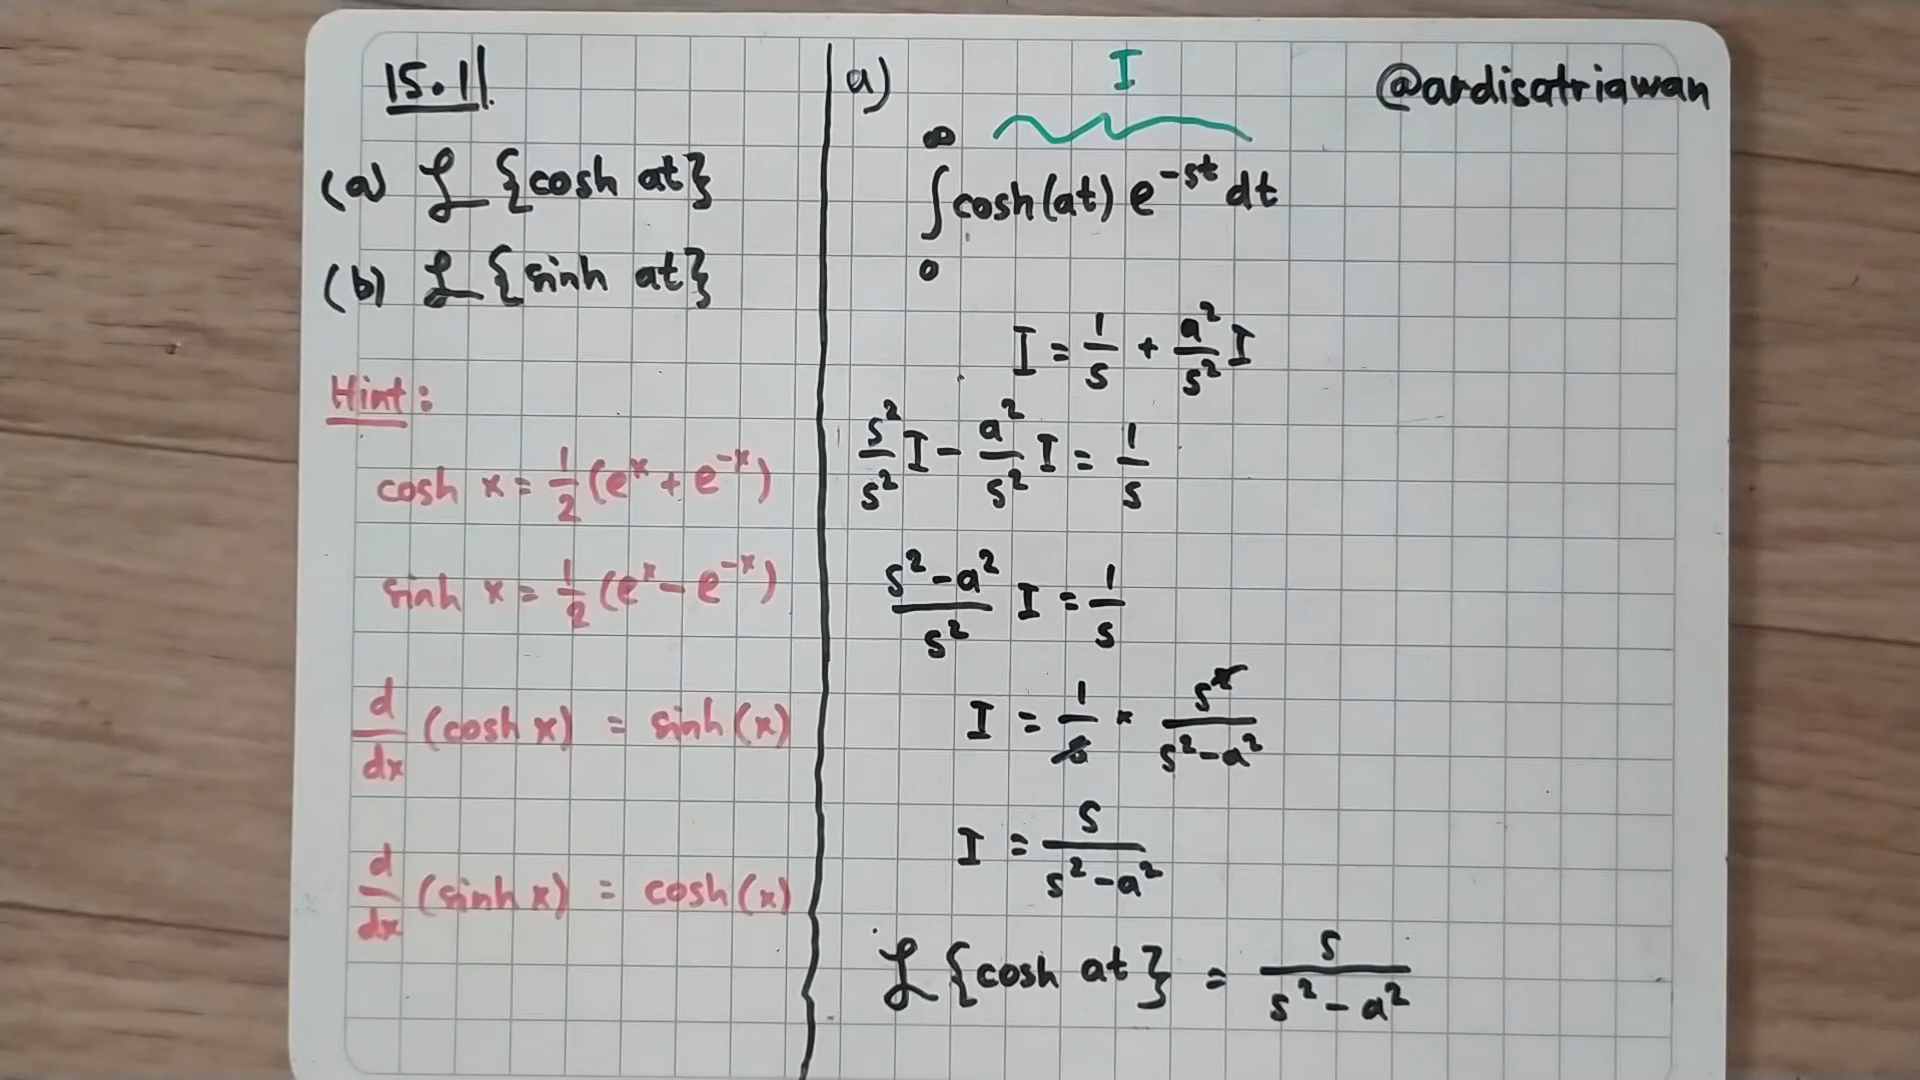 15.11.
(a) ℒ {cosh at}
(b) ℒ {sinh at}
Hint:
cosh x = 1/2 (e^x + e^-x)
sinh x = 1/2 (e^x - e^-x)
d/dx (cosh x) = sinh(x)
d/dx (sinh x) = cosh(x)
a)
I
@ardisatriawan
∫_0^∞ cosh(at) e^-st dt
I = 1/s + a²/s² I
s²/s² I - a²/s² I = 1/s
s²-a²/s² I = 1/s
I = 1/s × s²/s²-a²
I = s/s²-a²
ℒ {cosh at} = s/s²-a²